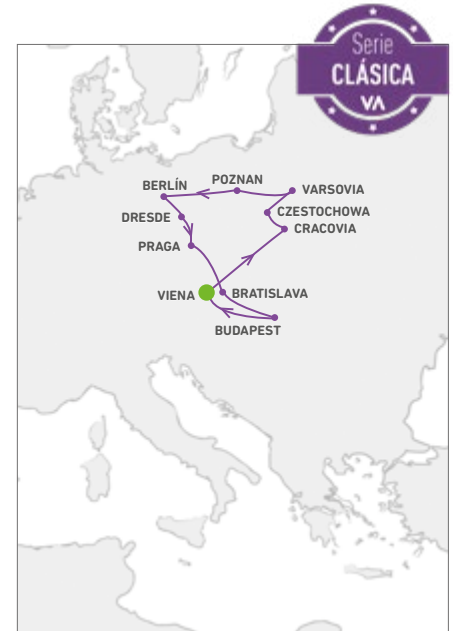 Serie
CLÁSICA
VA
BERLÍN
POZNAN
VARSOVIA
DRESDE
CZESTOCHOWA
CRACOVIA
PRAGA
VIENA
BRATISLAVA
BUDAPEST